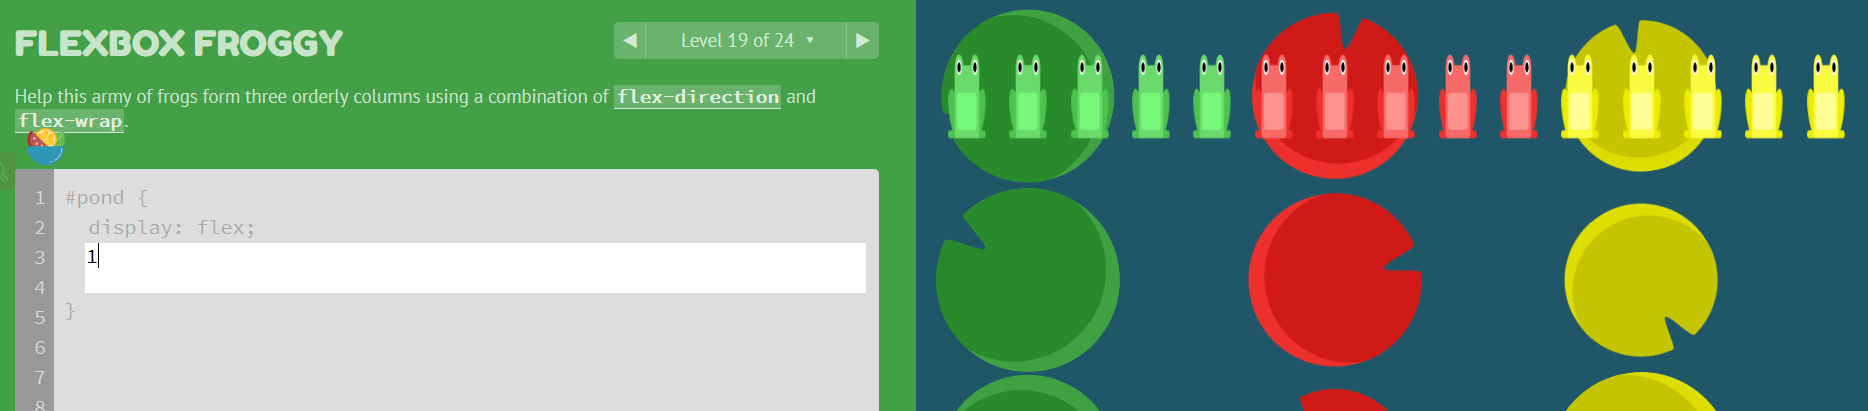 FLEXBOX FROGGY
◀ Level 19 of 24 ▼ ▶
Help this army of frogs form three orderly columns using a combination of flex-direction and
flex-wrap.
1 #pond {
2 display: flex;
3 1
4
5 }
6
7
8